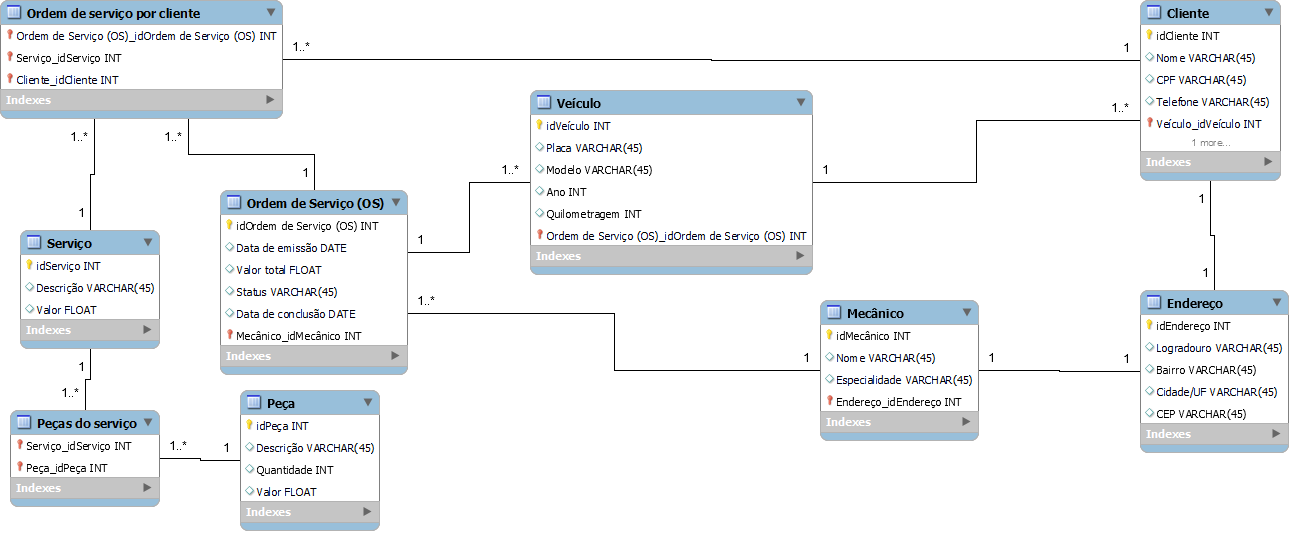 Ordem de serviço por cliente
Ordem de Serviço (OS)_idOrdem de Serviço (OS) INT
Serviço_idServiço INT
Cliente_idCliente INT
Indexes
1..*
1
Cliente
idCliente INT
Nome VARCHAR(45)
CPF VARCHAR(45)
Telefone VARCHAR(45)
Veículo_idVeículo INT
1 more...
Indexes
1..*
1..*
1
1
Veículo
idVeículo INT
Placa VARCHAR(45)
Modelo VARCHAR(45)
Ano INT
Quilometragem INT
Ordem de Serviço (OS)_idOrdem de Serviço (OS) INT
Indexes
1..*
1
1..*
1
Ordem de Serviço (OS)
idOrdem de Serviço (OS) INT
Data de emissão DATE
Valor total FLOAT
Status VARCHAR(45)
Data de conclusão DATE
Mecânico_idMecânico INT
Indexes
1
1..*
Serviço
idServiço INT
Descrição VARCHAR(45)
Valor FLOAT
Indexes
1
1..*
Mecânico
idMecânico INT
Nome VARCHAR(45)
Especialidade VARCHAR(45)
Endereço_idEndereço INT
Indexes
1
1
1
1
1
Endereço
idEndereço INT
Logradouro VARCHAR(45)
Bairro VARCHAR(45)
Cidade/UF VARCHAR(45)
CEP VARCHAR(45)
Indexes
Peças do serviço
Serviço_idServiço INT
Peça_idPeça INT
Indexes
1..*
1
Peça
idPeça INT
Descrição VARCHAR(45)
Quantidade INT
Valor FLOAT
Indexes